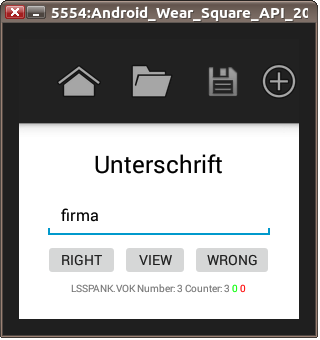 5554:Android_Wear_Square_API_20
Unterschrift
firma
RIGHT VIEW WRONG
LSSPANK.VOK Number: 3 Counter: 3 0 0